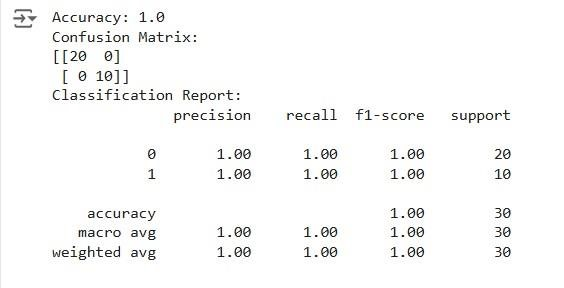 Accuracy: 1.0
Confusion Matrix:
[[20  0]
 [ 0 10]]
Classification Report:
              precision    recall  f1-score   support

           0       1.00      1.00      1.00        20
           1       1.00      1.00      1.00        10

    accuracy                           1.00        30
   macro avg       1.00      1.00      1.00        30
weighted avg       1.00      1.00      1.00        30